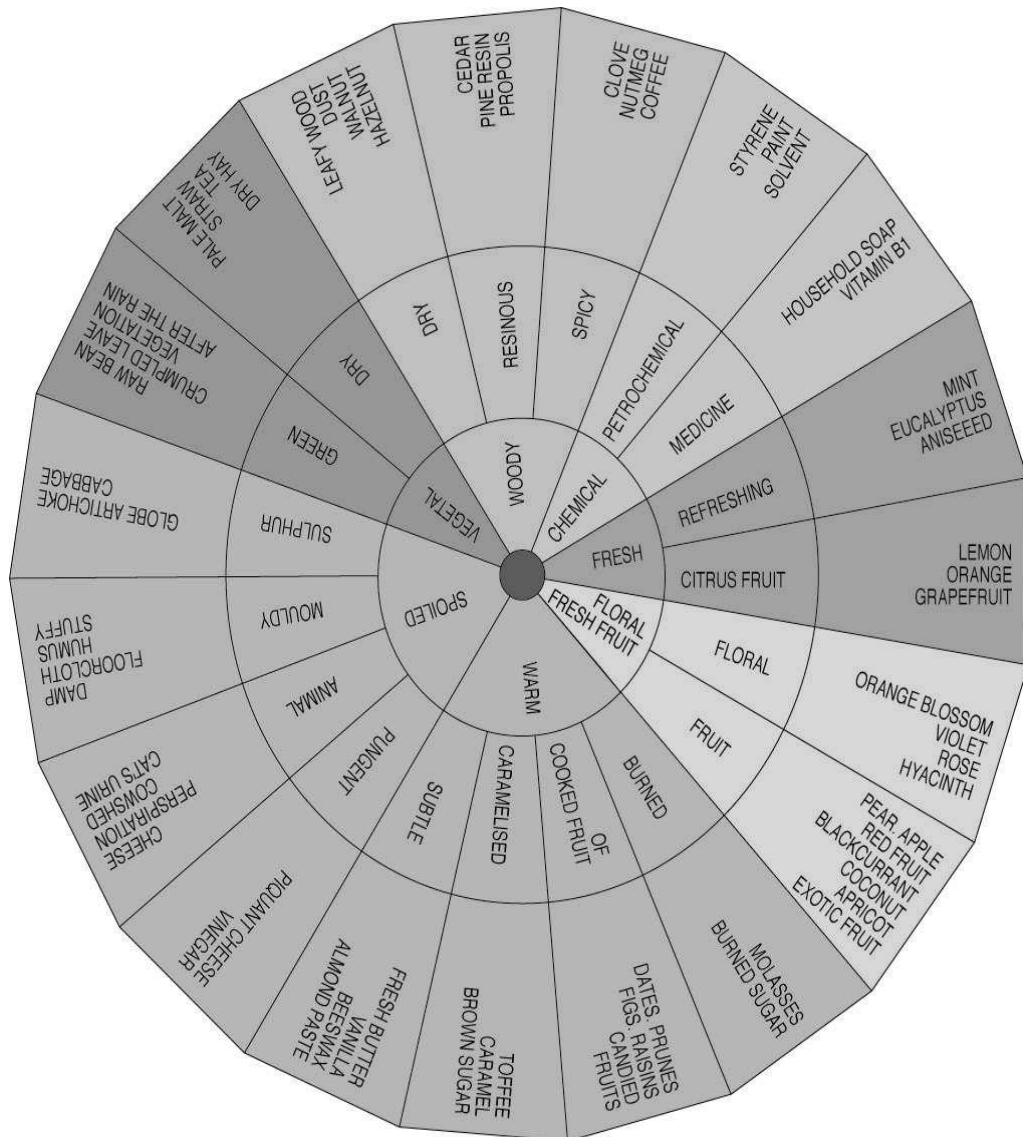 WOODY
CHEMICAL
FRESH
FLORAL
FRESH FRUIT
WARM
SPOILED
VEGETAL
DRY
RESINOUS
SPICY
PETROCHEMICAL
MEDICINE
REFRESHING
CITRUS FRUIT
FLORAL
FRUIT
BURNED
OF
COOKED FRUIT
CARAMELISED
SUBTLE
PUNGENT
ANIMAL
MOULDY
SULPHUR
GREEN
DRY
LEAFY WOOD
DUST
WALNUT
HAZELNUT
CEDAR
PINE RESIN
PROPOLIS
CLOVE
NUTMEG
COFFEE
STYRENE
PAINT
SOLVENT
HOUSEHOLD SOAP
VITAMIN B1
MINT
EUCALYPTUS
ANISEEED
LEMON
ORANGE
GRAPEFRUIT
ORANGE BLOSSOM
VIOLET
ROSE
HYACINTH
PEAR. APPLE
RED FRUIT
BLACKCURRANT
COCONUT
APRICOT
EXOTIC FRUIT
MOLASSES
BURNED SUGAR
DATES. PRUNES
FIGS. RAISINS
CANDIED
FRUITS
TOFFEE
CARAMEL
BROWN SUGAR
FRESH BUTTER
VANILLA
BEESWAX
ALMOND PASTE
PIQUANT CHEESE
VINEGAR
CHEESE
PERSPIRATION
COWSHED
CAT'S URINE
DAMP
FLOORCLOTH
HUMUS
STUFFY
GLOBE ARTICHOKE
CABBAGE
RAW BEAN
CRUMPLED LEAVE
VEGETATION
AFTER THE RAIN
DRY HAY
TEA
STRAW
PALE MALT